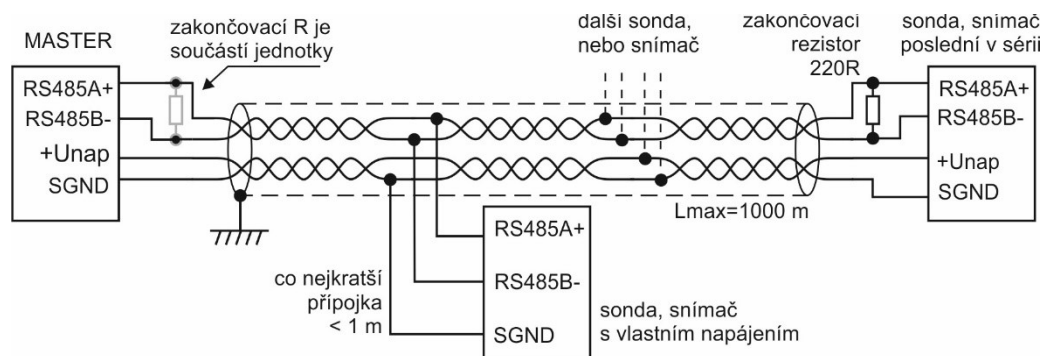 MASTER
RS485A+
RS485B-
+Unap
SGND
zakončovací R je
součástí jednotky
další sonda,
nebo snímač
zakončovací
rezistor
220R
sonda, snímač
poslední v sérii
RS485A+
RS485B-
+Unap
SGND
Lmax=1000 m
co nejkratší
přípojka
< 1 m
RS485A+
RS485B-
SGND
sonda, snímač
s vlastním napájením